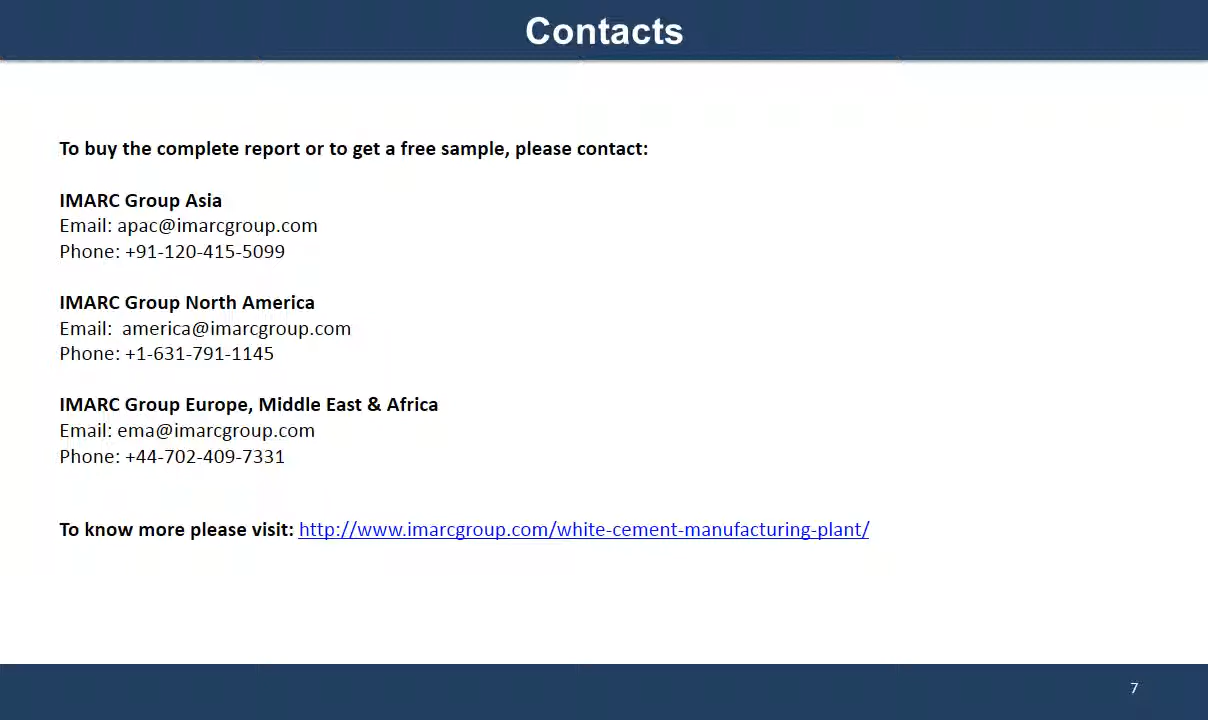 Contacts
To buy the complete report or to get a free sample, please contact:
IMARC Group Asia
Email: apac@imarcgroup.com
Phone: +91-120-415-5099
IMARC Group North America
Email:  america@imarcgroup.com
Phone: +1-631-791-1145
IMARC Group Europe, Middle East & Africa
Email: ema@imarcgroup.com
Phone: +44-702-409-7331
To know more please visit: http://www.imarcgroup.com/white-cement-manufacturing-plant/
7